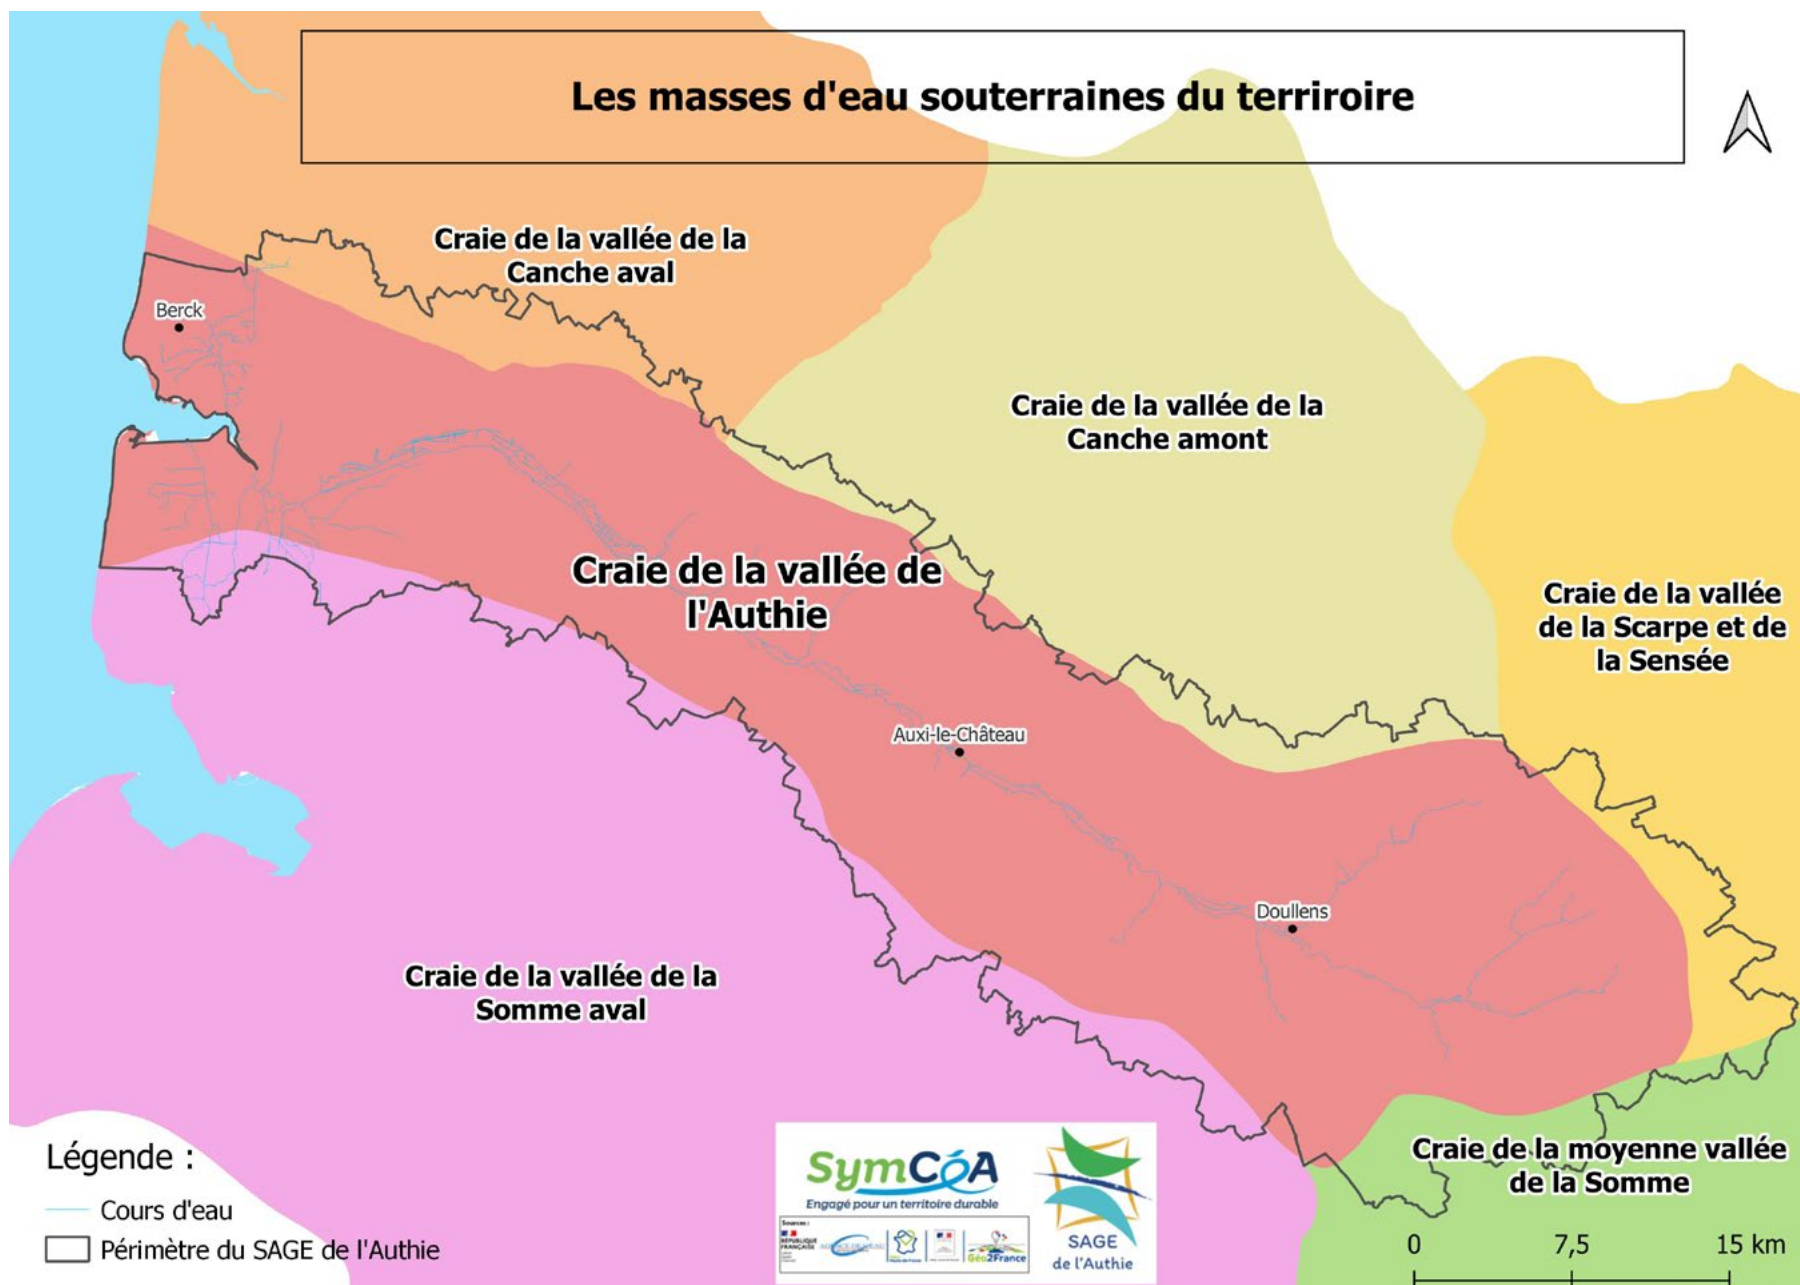 Les masses d'eau souterraines du terriroire
Craie de la vallée de la
Canche aval
Berck
Craie de la vallée de la
Canche amont
Craie de la vallée de
l'Authie
Craie de la vallée
de la Scarpe et de
la Sensée
Auxi-le-Château
Doullens
Craie de la vallée de la
Somme aval
Craie de la moyenne vallée
de la Somme
Légende :
Cours d'eau
Périmètre du SAGE de l'Authie
SymCéA
Engagé pour un territoire durable
Sources :
RÉPUBLIQUE
FRANÇAISE
Géo2France
SAGE
de l'Authie
0 7,5 15 km